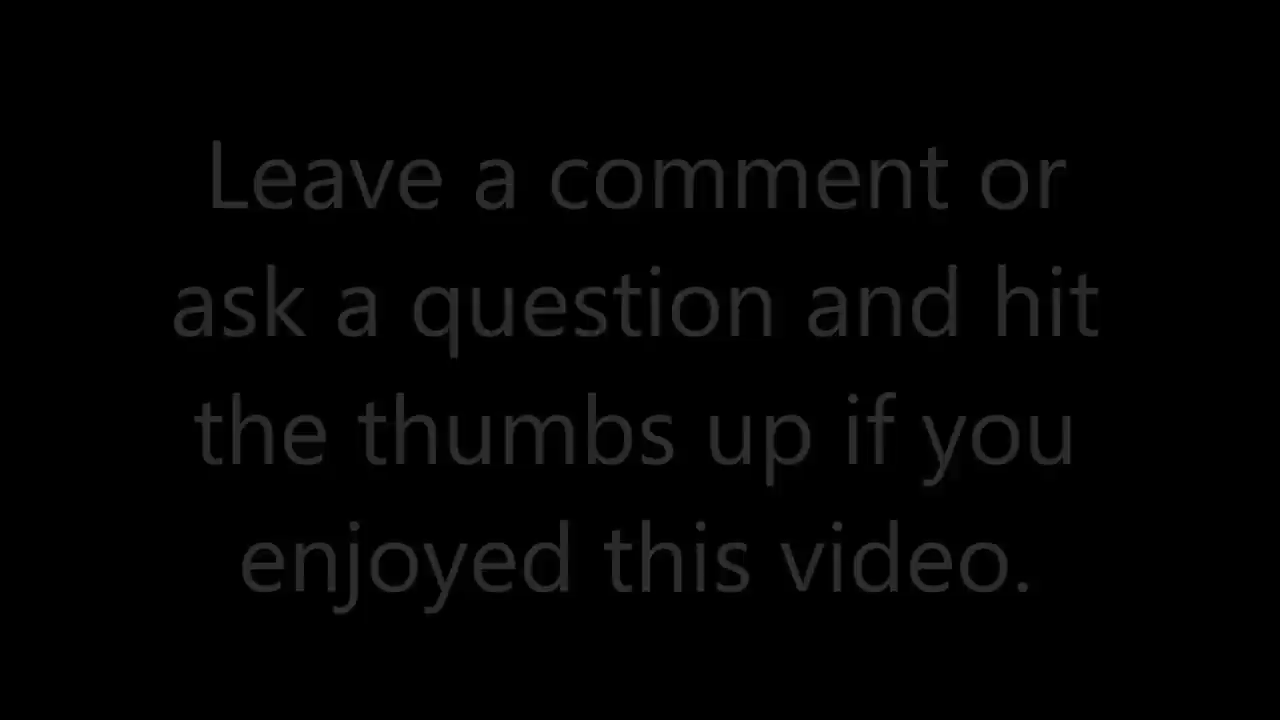 Leave a comment or
ask a question and hit
the thumbs up if you
enjoyed this video.